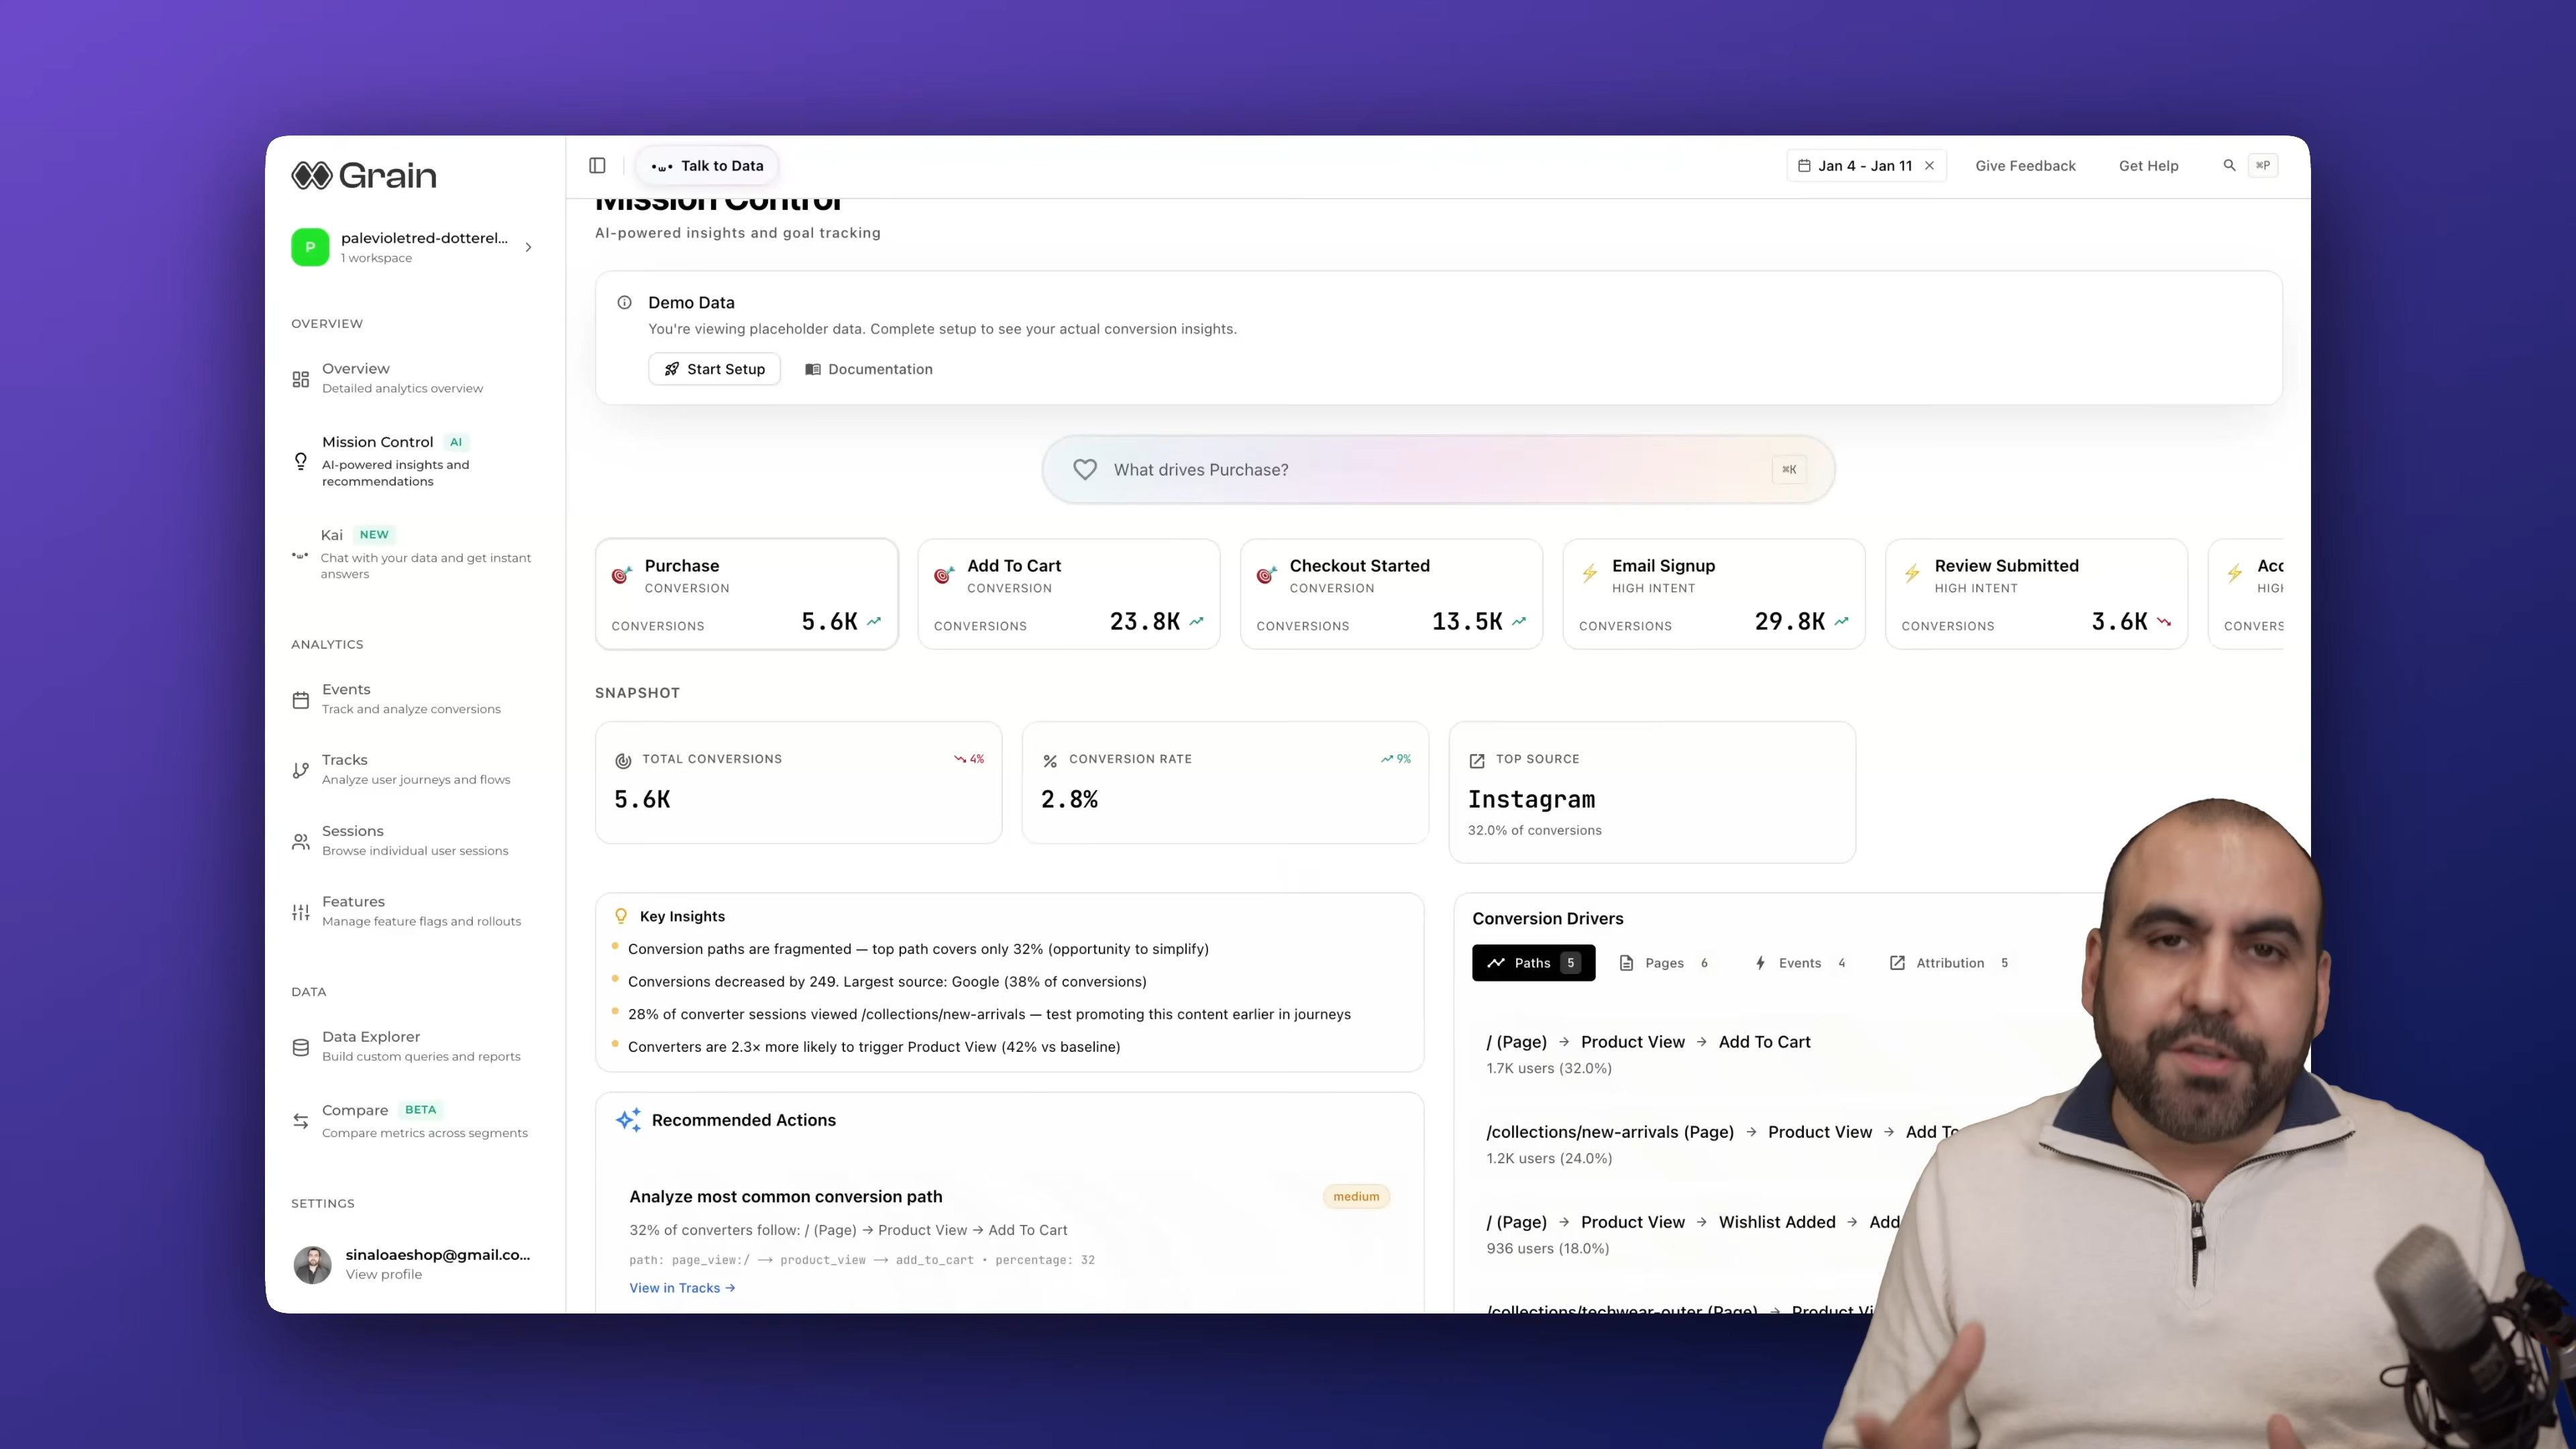 Grain
palevioletred-dotterel...
1 workspace
OVERVIEW
Overview
Detailed analytics overview
Mission Control AI
AI-powered insights and
recommendations
Kai NEW
Chat with your data and get instant
answers
ANALYTICS
Events
Track and analyze conversions
Tracks
Analyze user journeys and flows
Sessions
Browse individual user sessions
Features
Manage feature flags and rollouts
DATA
Data Explorer
Build custom queries and reports
Compare BETA
Compare metrics across segments
SETTINGS
sinaloaeshop@gmail.co...
View profile
Talk to Data
Jan 4 - Jan 11
Give Feedback
Get Help
⌘P
Mission Control
AI-powered insights and goal tracking
Demo Data
You're viewing placeholder data. Complete setup to see your actual conversion insights.
Start Setup
Documentation
What drives Purchase?
⌘K
Purchase
CONVERSION
CONVERSIONS 5.6K
Add To Cart
CONVERSION
CONVERSIONS 23.8K
Checkout Started
CONVERSION
CONVERSIONS 13.5K
Email Signup
HIGH INTENT
CONVERSIONS 29.8K
Review Submitted
HIGH INTENT
CONVERSIONS 3.6K
SNAPSHOT
TOTAL CONVERSIONS 4%
5.6K
CONVERSION RATE 9%
2.8%
TOP SOURCE
Instagram
32.0% of conversions
Key Insights
Conversion paths are fragmented — top path covers only 32% (opportunity to simplify)
Conversions decreased by 249. Largest source: Google (38% of conversions)
28% of converter sessions viewed /collections/new-arrivals — test promoting this content earlier in journeys
Converters are 2.3× more likely to trigger Product View (42% vs baseline)
Recommended Actions
Analyze most common conversion path
medium
32% of converters follow: / (Page) → Product View → Add To Cart
path: page_view:/ → product_view → add_to_cart • percentage: 32
View in Tracks →
Conversion Drivers
Paths 5
Pages 6
Events 4
Attribution 5
/ (Page) → Product View → Add To Cart
1.7K users (32.0%)
/collections/new-arrivals (Page) → Product View → Add To
1.2K users (24.0%)
/ (Page) → Product View → Wishlist Added → Add
936 users (18.0%)
/collections/techwear-outer (Page) → Product Vi